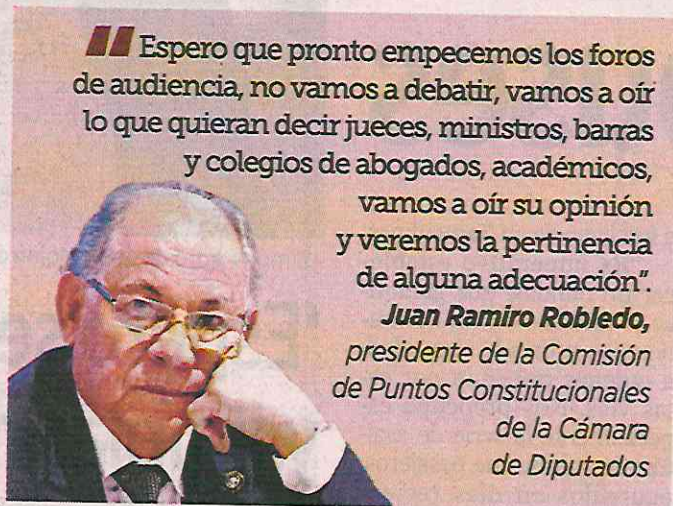 Espero que pronto empecemos los foros
de audiencia, no vamos a debatir, vamos a oír
lo que quieran decir jueces, ministros, barras
y colegios de abogados, académicos,
vamos a oír su opinión
y veremos la pertinencia
de alguna adecuación”.
Juan Ramiro Robledo,
presidente de la Comisión
de Puntos Constitucionales
de la Cámara
de Diputados